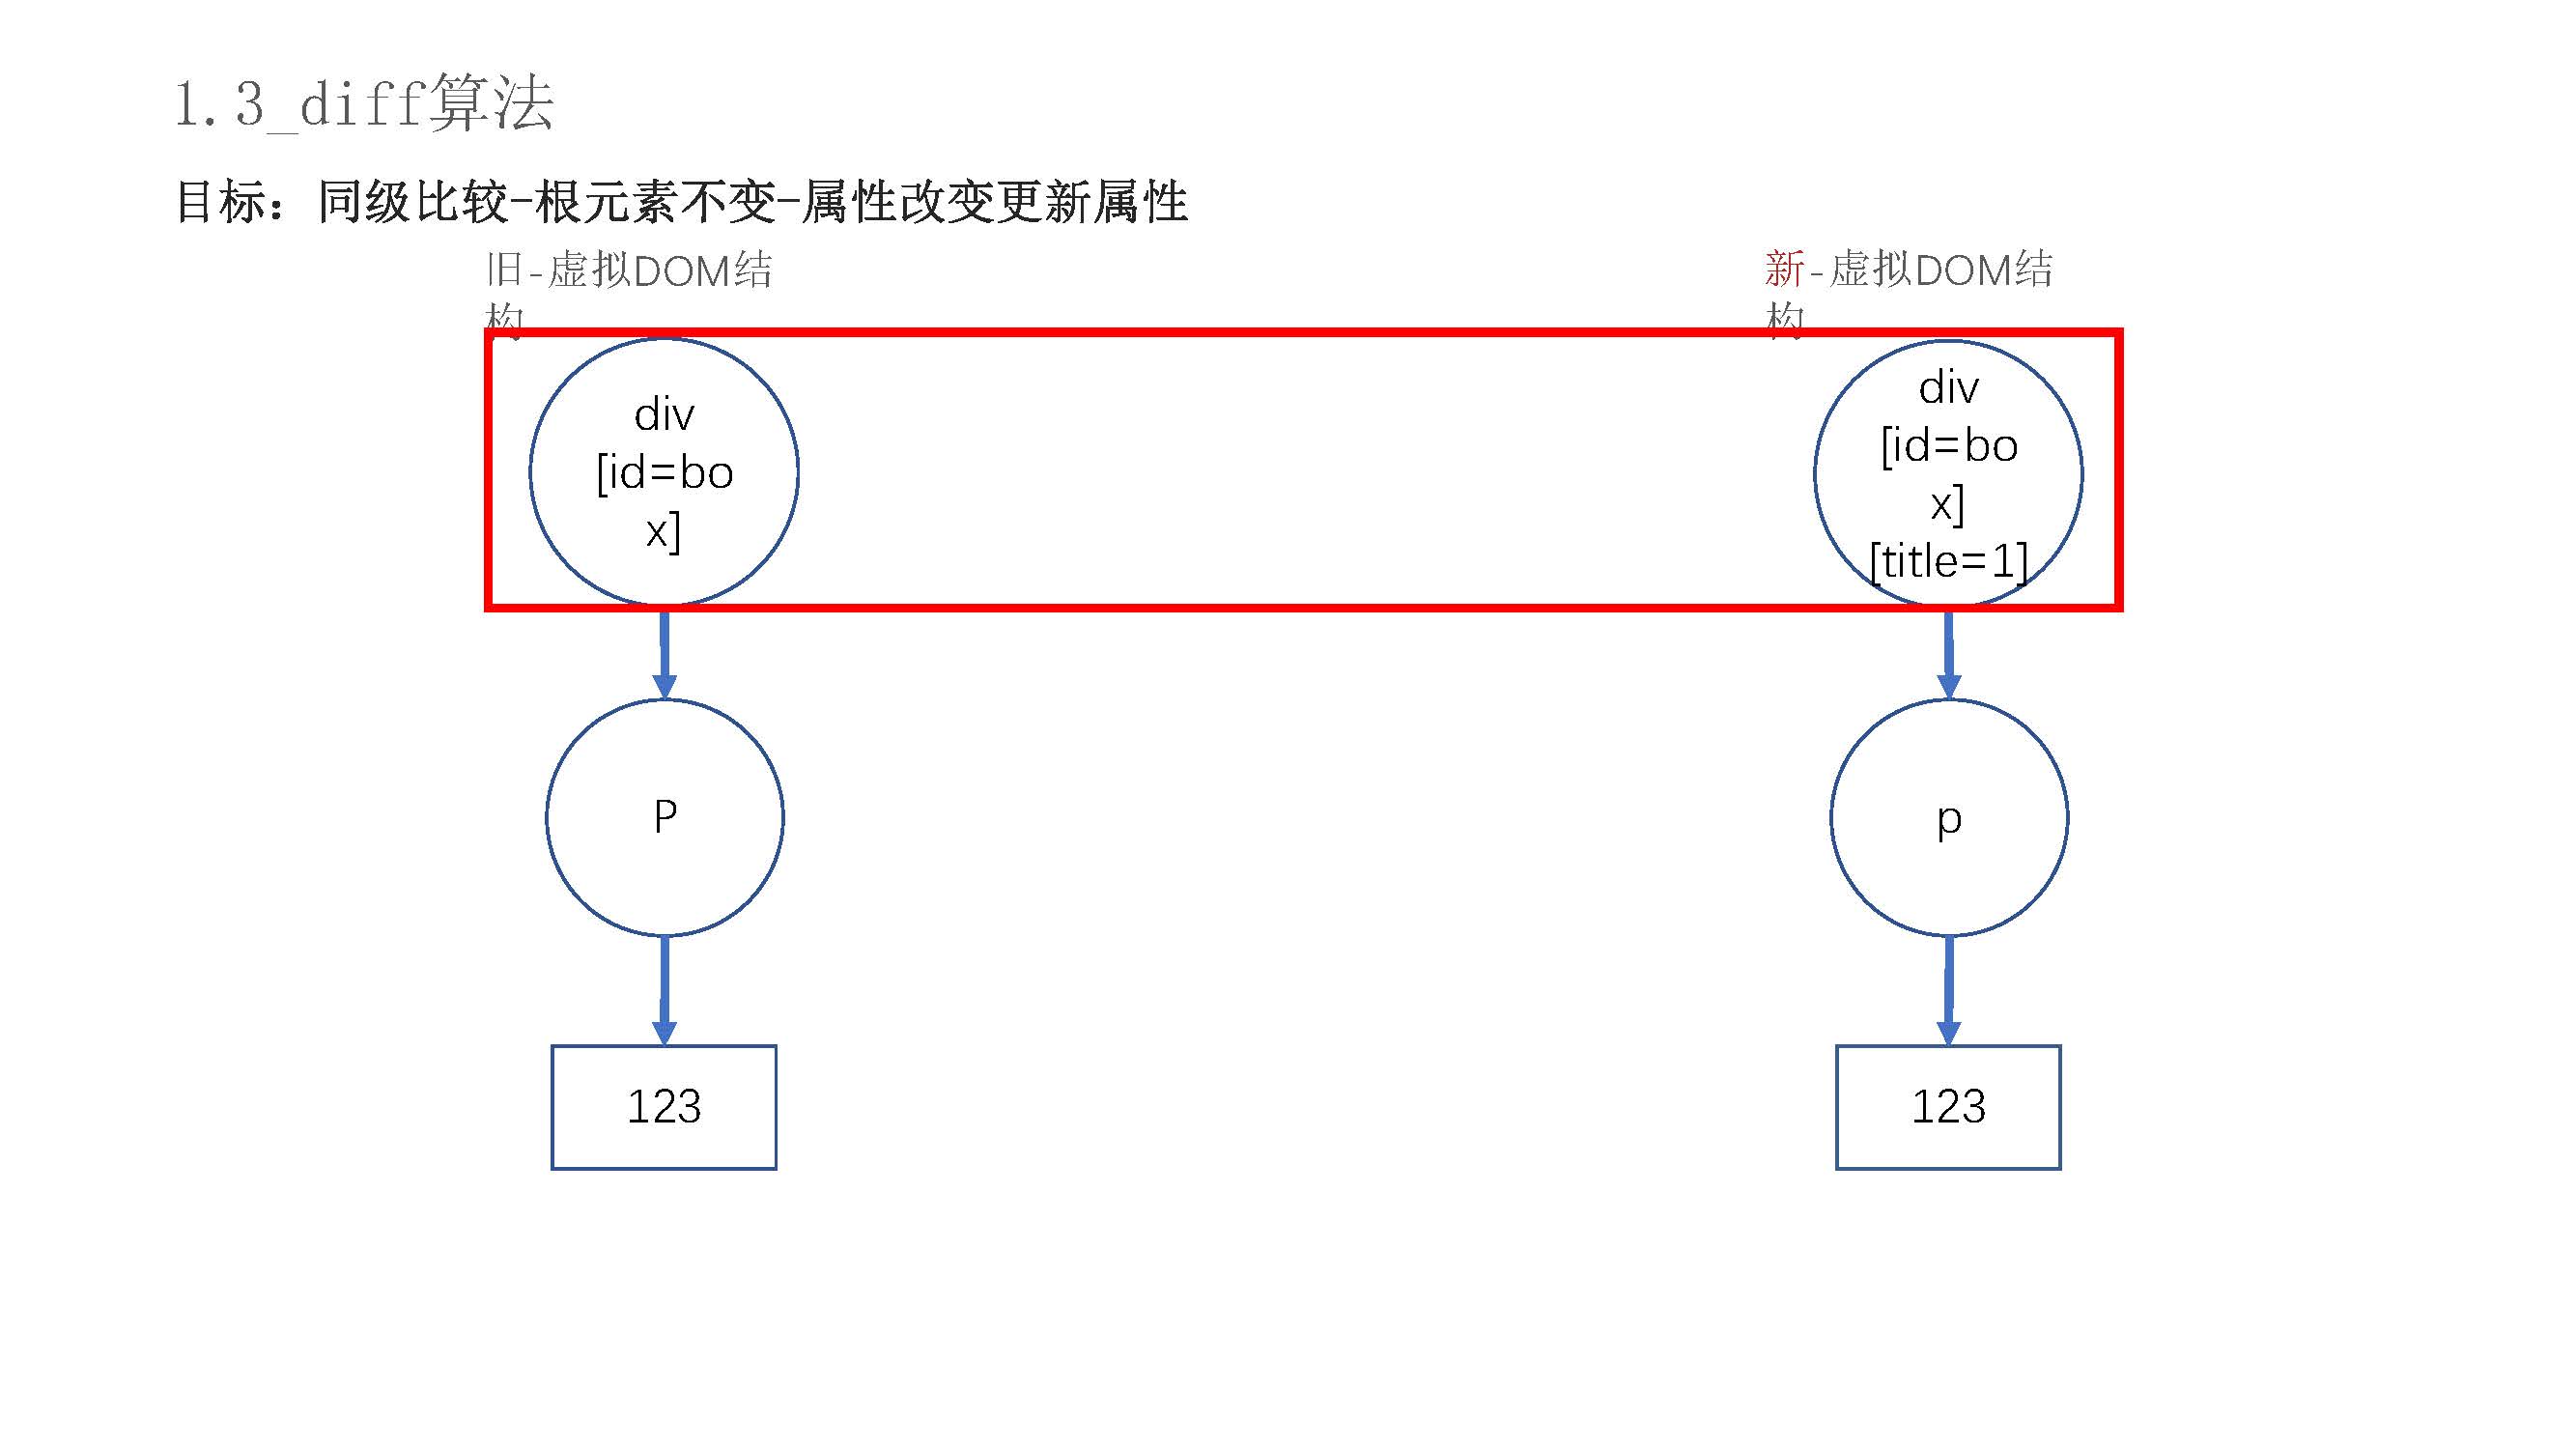 1.3_diff算法
目标：同级比较-根元素不变-属性改变更新属性
旧-虚拟DOM结
构
新-虚拟DOM结
构
div
[id=bo
x]
div
[id=bo
x]
[title=1]
P
p
123
123